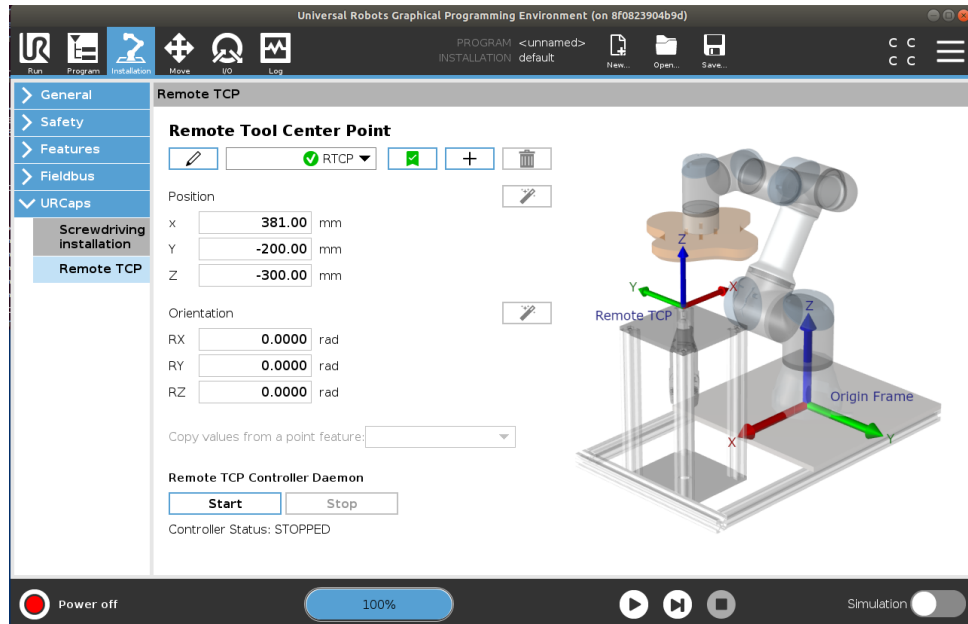 Universal Robots Graphical Programming Environment (on 8f0823904b9d)
Run
Program
Installation
Move
I/O
Log
PROGRAM <unnamed>
INSTALLATION default
New...
Open...
Save...
C C
C C
General
Safety
Features
Fieldbus
URCaps
Screwdriving
installation
Remote TCP
Remote TCP
Remote Tool Center Point
RTCP
Position
X 381.00 mm
Y -200.00 mm
Z -300.00 mm
Orientation
RX 0.0000 rad
RY 0.0000 rad
RZ 0.0000 rad
Copy values from a point feature:
Remote TCP Controller Daemon
Start Stop
Controller Status: STOPPED
Z
Y
X
Remote TCP
Z
Origin Frame
X
Y
Power off
100%
Simulation